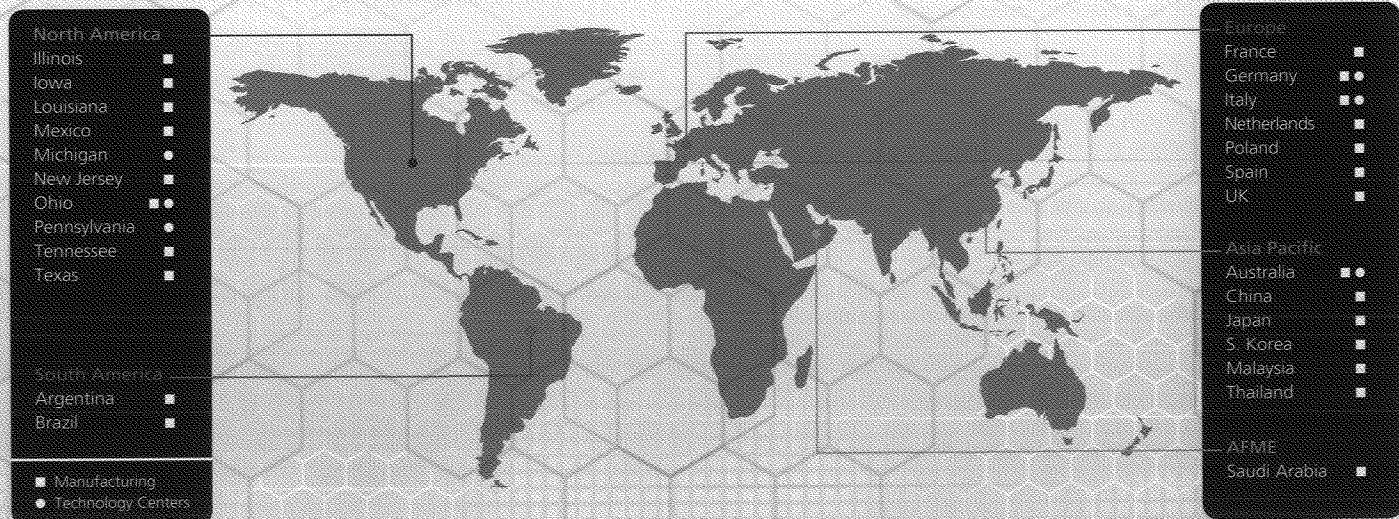 North America
Illinois
Iowa
Louisiana
Mexico
Michigan
New Jersey
Ohio
Pennsylvania
Tennessee
Texas
South America
Argentina
Brazil
Manufacturing
Technology Centers
Europe
France
Germany
Italy
Netherlands
Poland
Spain
UK
Asia Pacific
Australia
China
Japan
S. Korea
Malaysia
Thailand
AFME
Saudi Arabia